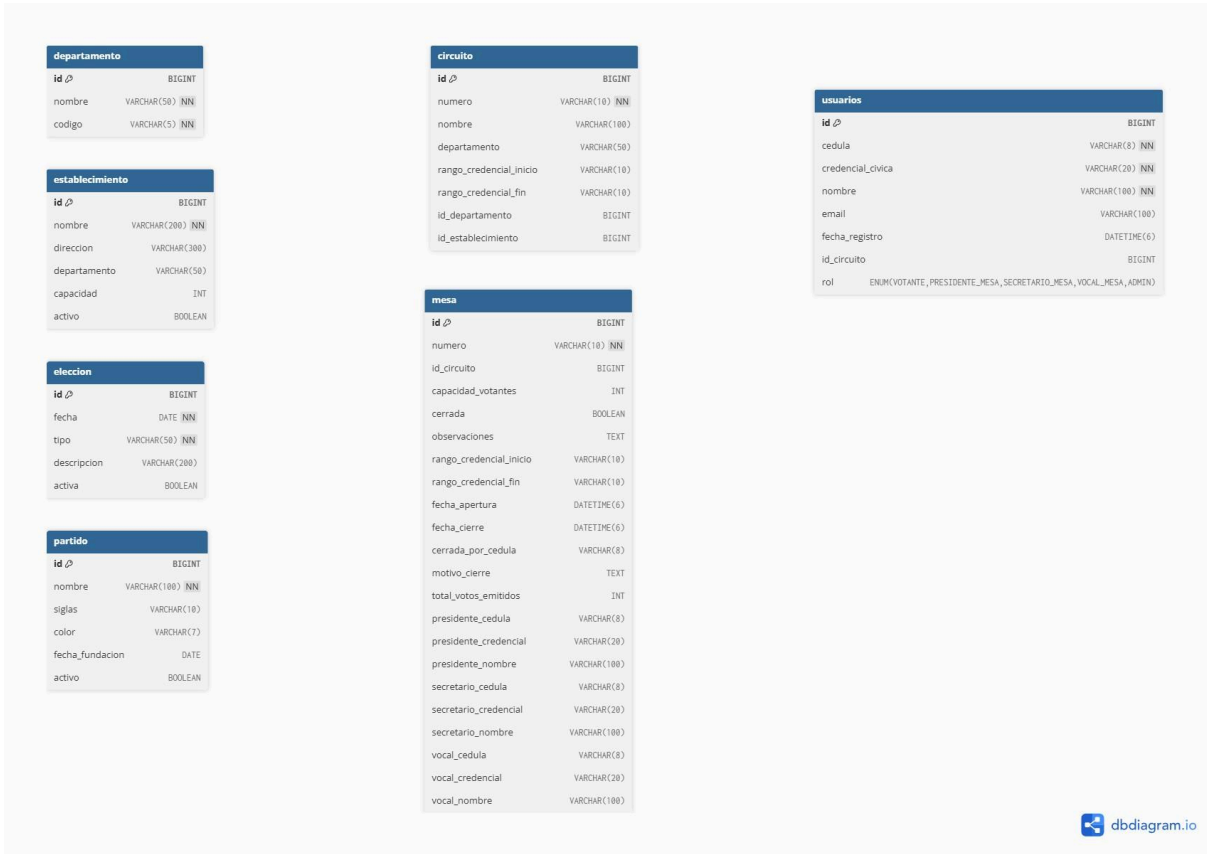 departamento
id BIGINT
nombre VARCHAR(50) NN
codigo VARCHAR(5) NN
establecimiento
id BIGINT
nombre VARCHAR(200) NN
direccion VARCHAR(300)
departamento VARCHAR(50)
capacidad INT
activo BOOLEAN
eleccion
id BIGINT
fecha DATE NN
tipo VARCHAR(50) NN
descripcion VARCHAR(200)
activa BOOLEAN
partido
id BIGINT
nombre VARCHAR(100) NN
siglas VARCHAR(10)
color VARCHAR(7)
fecha_fundacion DATE
activo BOOLEAN
circuito
id BIGINT
numero VARCHAR(10) NN
nombre VARCHAR(100)
departamento VARCHAR(50)
rango_credencial_inicio VARCHAR(10)
rango_credencial_fin VARCHAR(10)
id_departamento BIGINT
id_establecimiento BIGINT
mesa
id BIGINT
numero VARCHAR(10) NN
id_circuito BIGINT
capacidad_votantes INT
cerrada BOOLEAN
observaciones TEXT
rango_credencial_inicio VARCHAR(10)
rango_credencial_fin VARCHAR(10)
fecha_apertura DATETIME(6)
fecha_cierre DATETIME(6)
cerrada_por_cedula VARCHAR(8)
motivo_cierre TEXT
total_votos_emitidos INT
presidente_cedula VARCHAR(8)
presidente_credencial VARCHAR(20)
presidente_nombre VARCHAR(100)
secretario_cedula VARCHAR(8)
secretario_credencial VARCHAR(20)
secretario_nombre VARCHAR(100)
vocal_cedula VARCHAR(8)
vocal_credencial VARCHAR(20)
vocal_nombre VARCHAR(100)
usuarios
id BIGINT
cedula VARCHAR(8) NN
credencial_civica VARCHAR(20) NN
nombre VARCHAR(100) NN
email VARCHAR(100)
fecha_registro DATETIME(6)
id_circuito BIGINT
rol ENUM(VOTANTE,PRESIDENTE_MESA,SECRETARIO_MESA,VOCAL_MESA,ADMIN)
dbdiagram.io